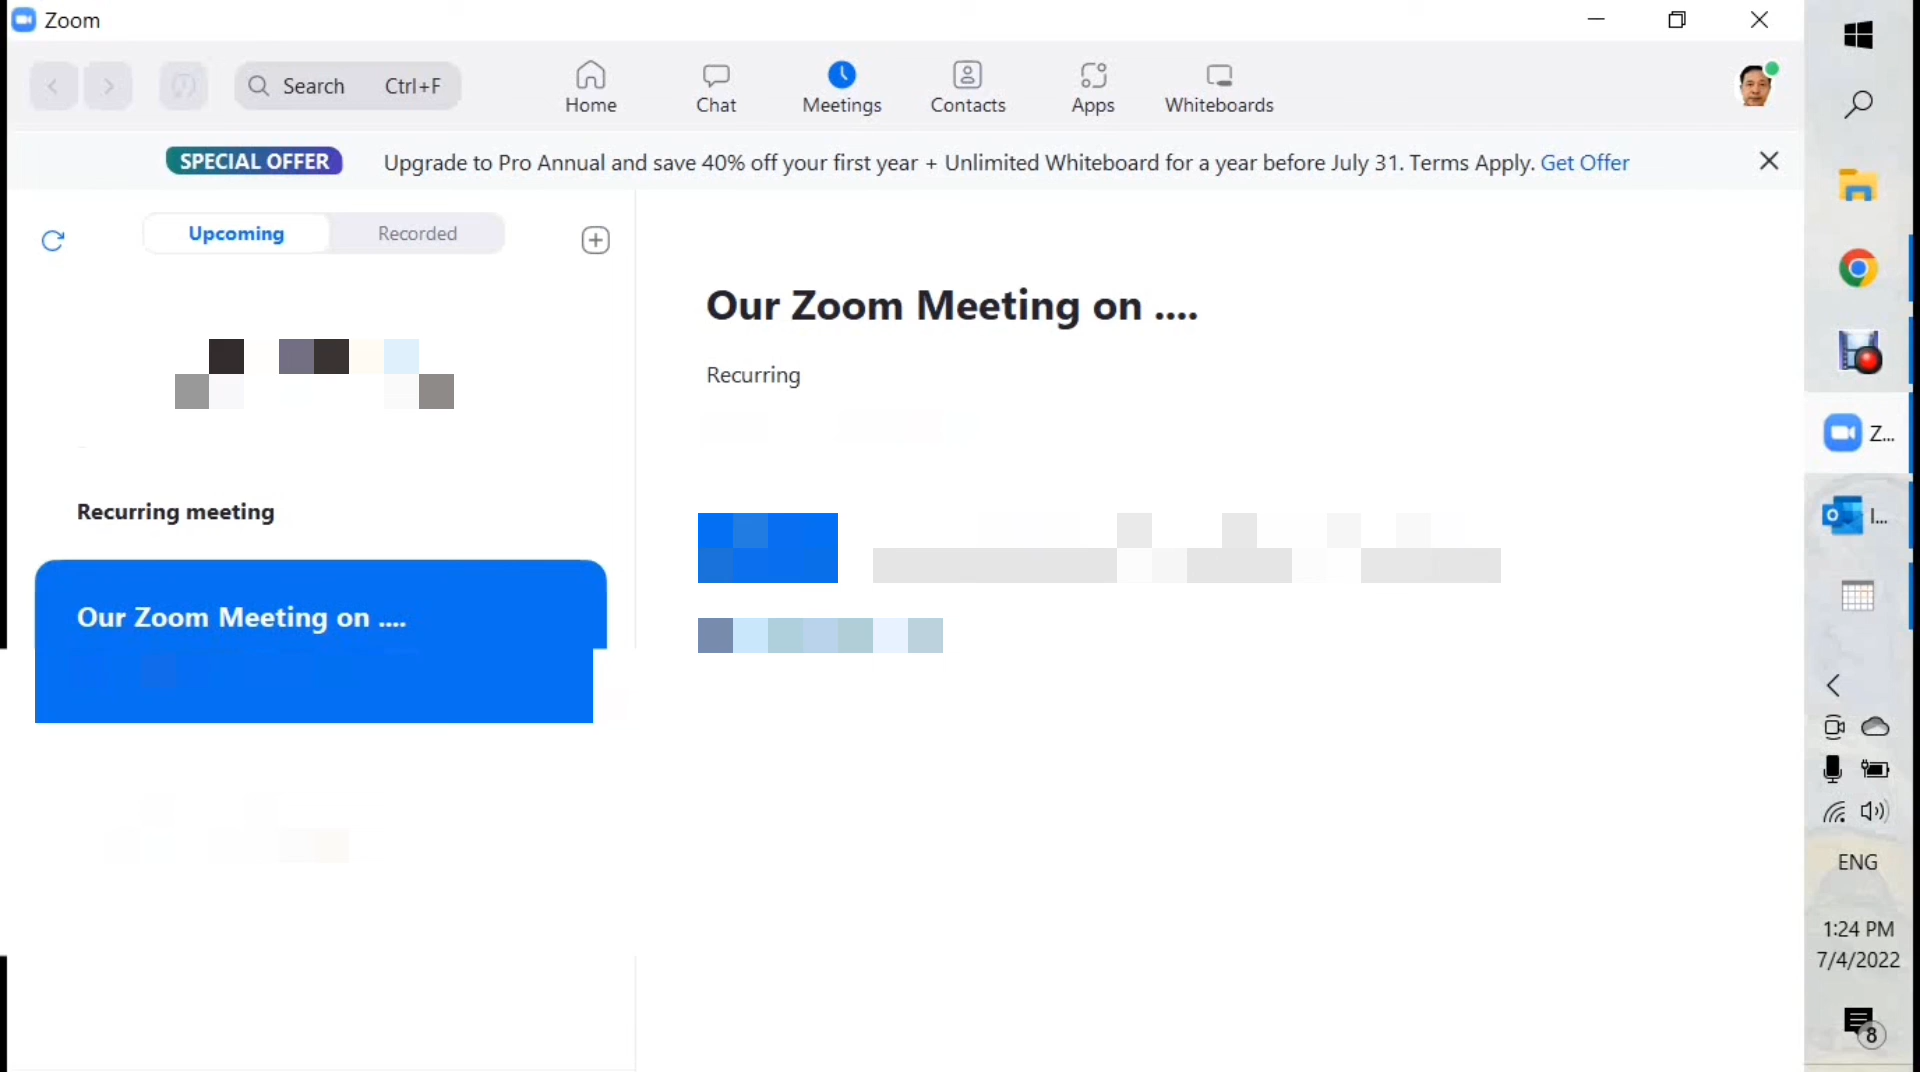 Zoom
Search Ctrl+F
Home
Chat
Meetings
Contacts
Apps
Whiteboards
SPECIAL OFFER
Upgrade to Pro Annual and save 40% off your first year + Unlimited Whiteboard for a year before July 31. Terms Apply. Get Offer
Upcoming
Recorded
Recurring meeting
Our Zoom Meeting on ....
Our Zoom Meeting on ....
Recurring
Z...
I...
ENG
1:24 PM
7/4/2022
8